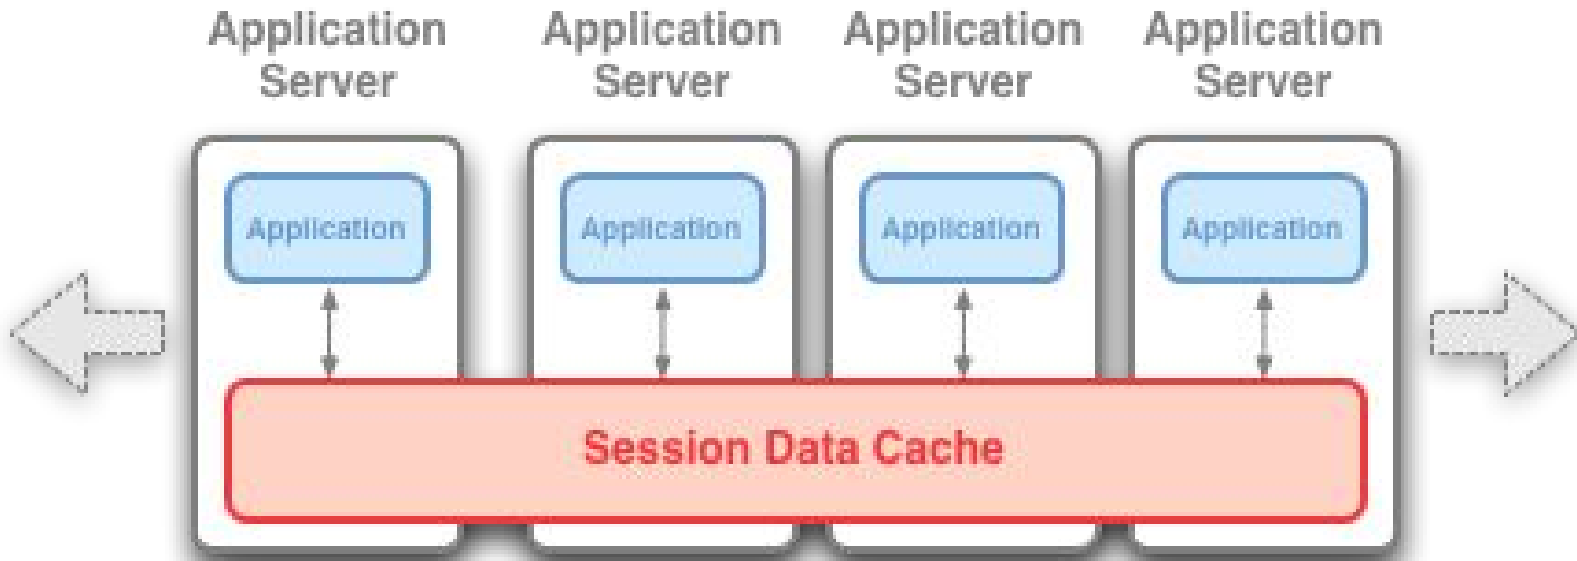 Application Application Application Application
Server Server Server Server
Application Application Application Application
Session Data Cache